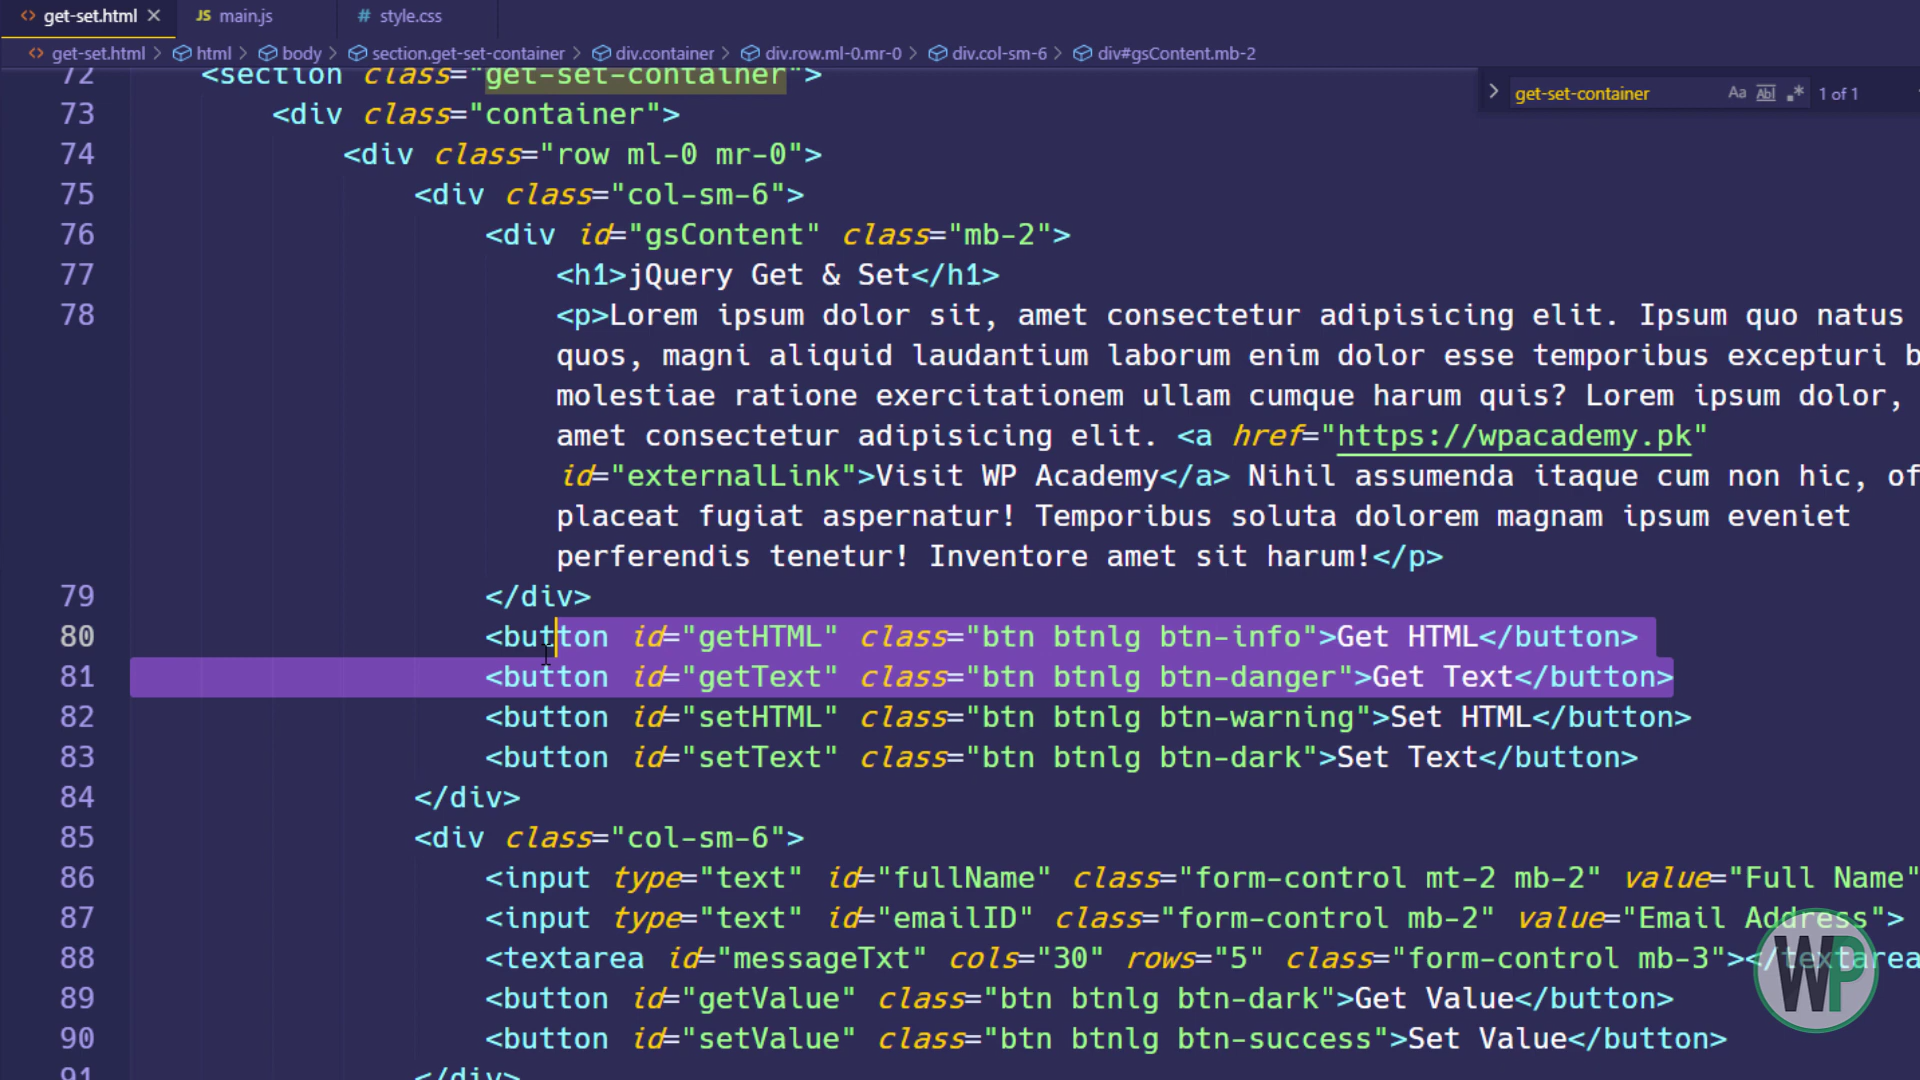 get-set.html
JS main.js
# style.css
get-set.html > html > body > section.get-set-container > div.container > div.row.ml-0.mr-0 > div.col-sm-6 > div#gsContent.mb-2
get-set-container Aa Abl .* 1 of 1
72 <section class="get-set-container">
73 <div class="container">
74 <div class="row ml-0 mr-0">
75 <div class="col-sm-6">
76 <div id="gsContent" class="mb-2">
77 <h1>jQuery Get & Set</h1>
78 <p>Lorem ipsum dolor sit, amet consectetur adipisicing elit. Ipsum quo natus
quos, magni aliquid laudantium laborum enim dolor esse temporibus excepturi
molestiae ratione exercitationem ullam cumque harum quis? Lorem ipsum dolor,
amet consectetur adipisicing elit. <a href="https://wpacademy.pk"
id="externalLink">Visit WP Academy</a> Nihil assumenda itaque cum non hic,
placeat fugiat aspernatur! Temporibus soluta dolorem magnam ipsum eveniet
perferendis tenetur! Inventore amet sit harum!</p>
79 </div>
80 <button id="getHTML" class="btn btnlg btn-info">Get HTML</button>
81 <button id="getText" class="btn btnlg btn-danger">Get Text</button>
82 <button id="setHTML" class="btn btnlg btn-warning">Set HTML</button>
83 <button id="setText" class="btn btnlg btn-dark">Set Text</button>
84 </div>
85 <div class="col-sm-6">
86 <input type="text" id="fullName" class="form-control mt-2 mb-2" value="Full Name"
87 <input type="text" id="emailID" class="form-control mb-2" value="Email Address">
88 <textarea id="messageTxt" cols="30" rows="5" class="form-control mb-3"></textarea
89 <button id="getValue" class="btn btnlg btn-dark">Get Value</button>
90 <button id="setValue" class="btn btnlg btn-success">Set Value</button>
91 </div>
WP